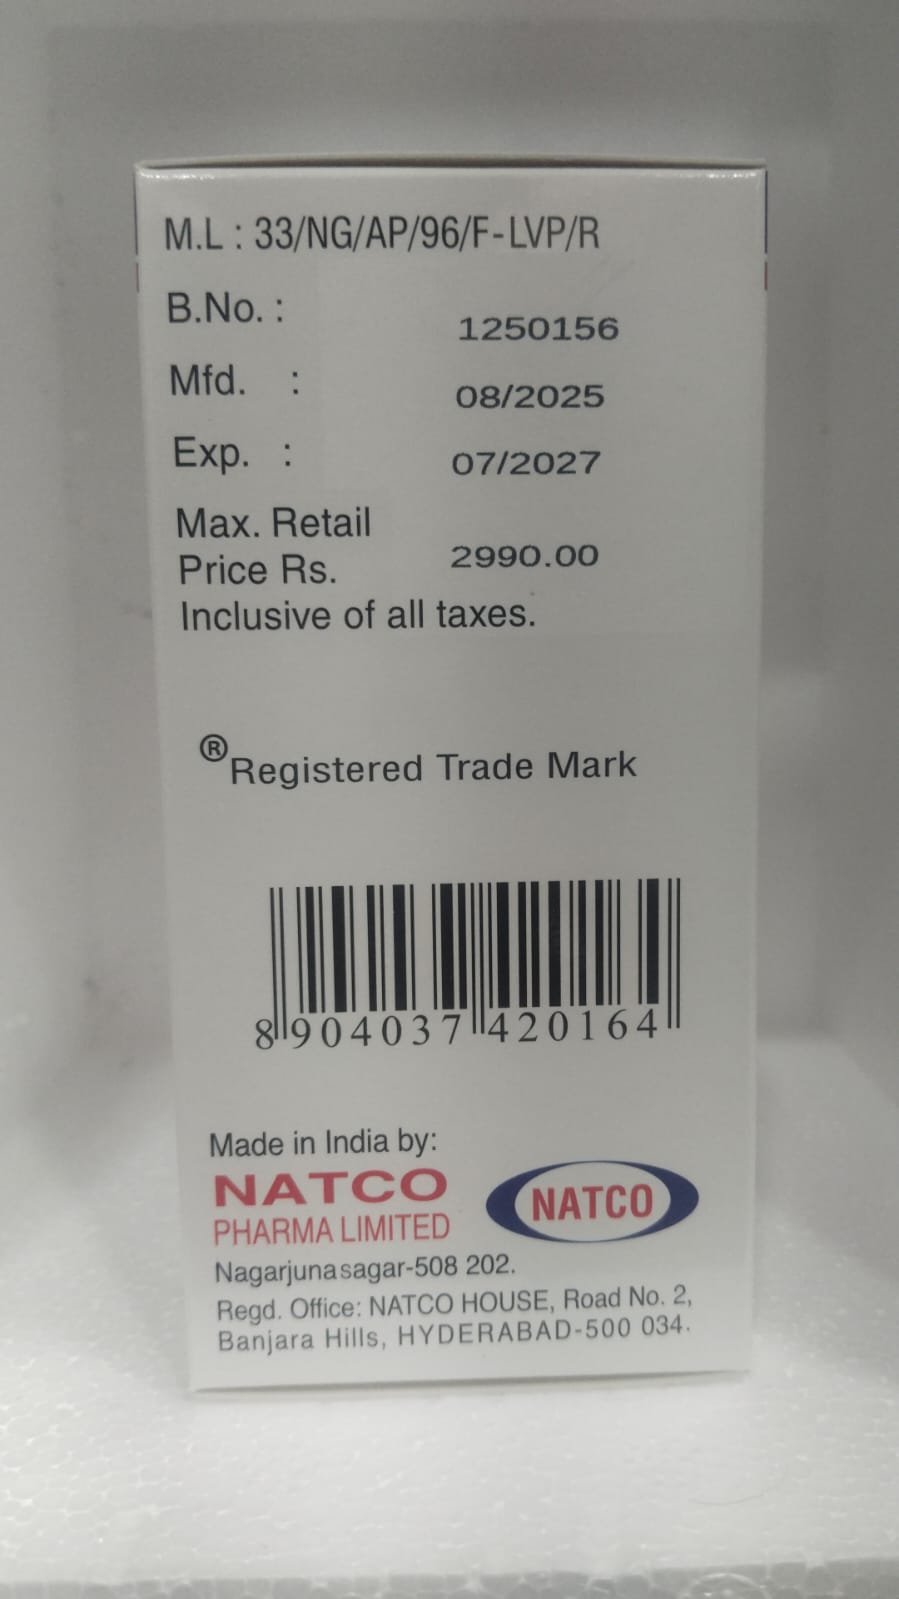 M.L : 33/NG/AP/96/F-LVP/R
B.No. : 1250156
Mfd. : 08/2025
Exp. : 07/2027
Max. Retail
Price Rs. 2990.00
Inclusive of all taxes.
® Registered Trade Mark
8 904037 420164
Made in India by:
NATCO
PHARMA LIMITED
NATCO
Nagarjunasagar-508 202.
Regd. Office: NATCO HOUSE, Road No. 2,
Banjara Hills, HYDERABAD-500 034.